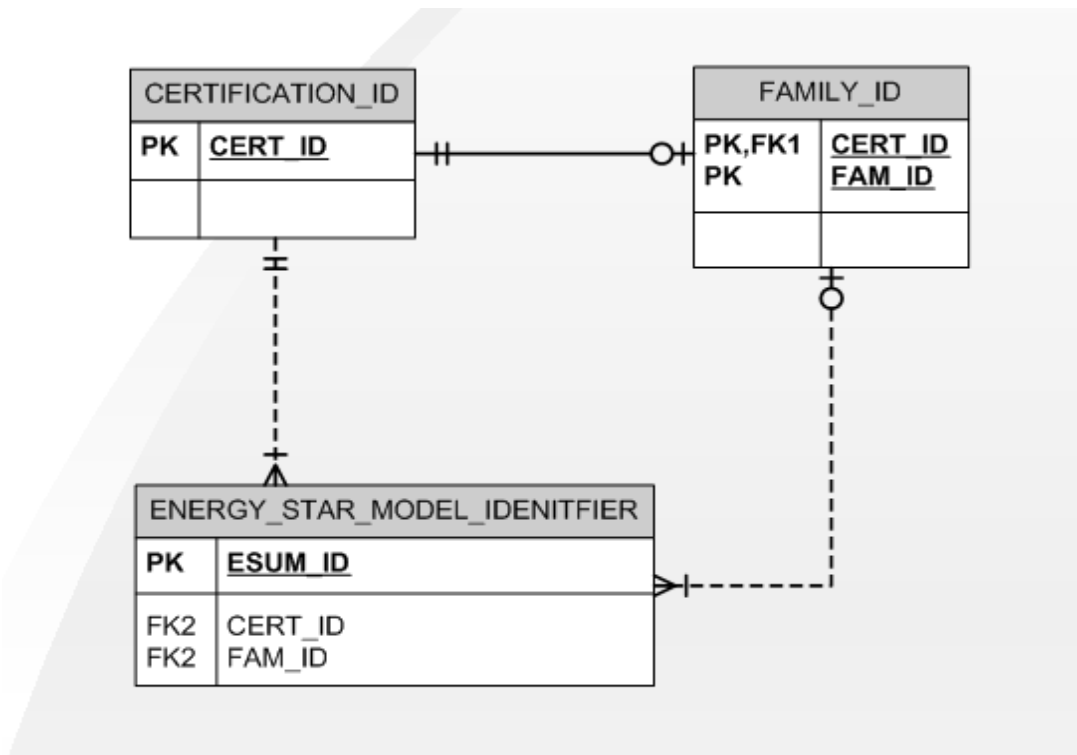 CERTIFICATION_ID
PK CERT_ID
FAMILY_ID
PK,FK1 CERT_ID
PK FAM_ID
ENERGY_STAR_MODEL_IDENITFIER
PK ESUM_ID
FK2 CERT_ID
FK2 FAM_ID